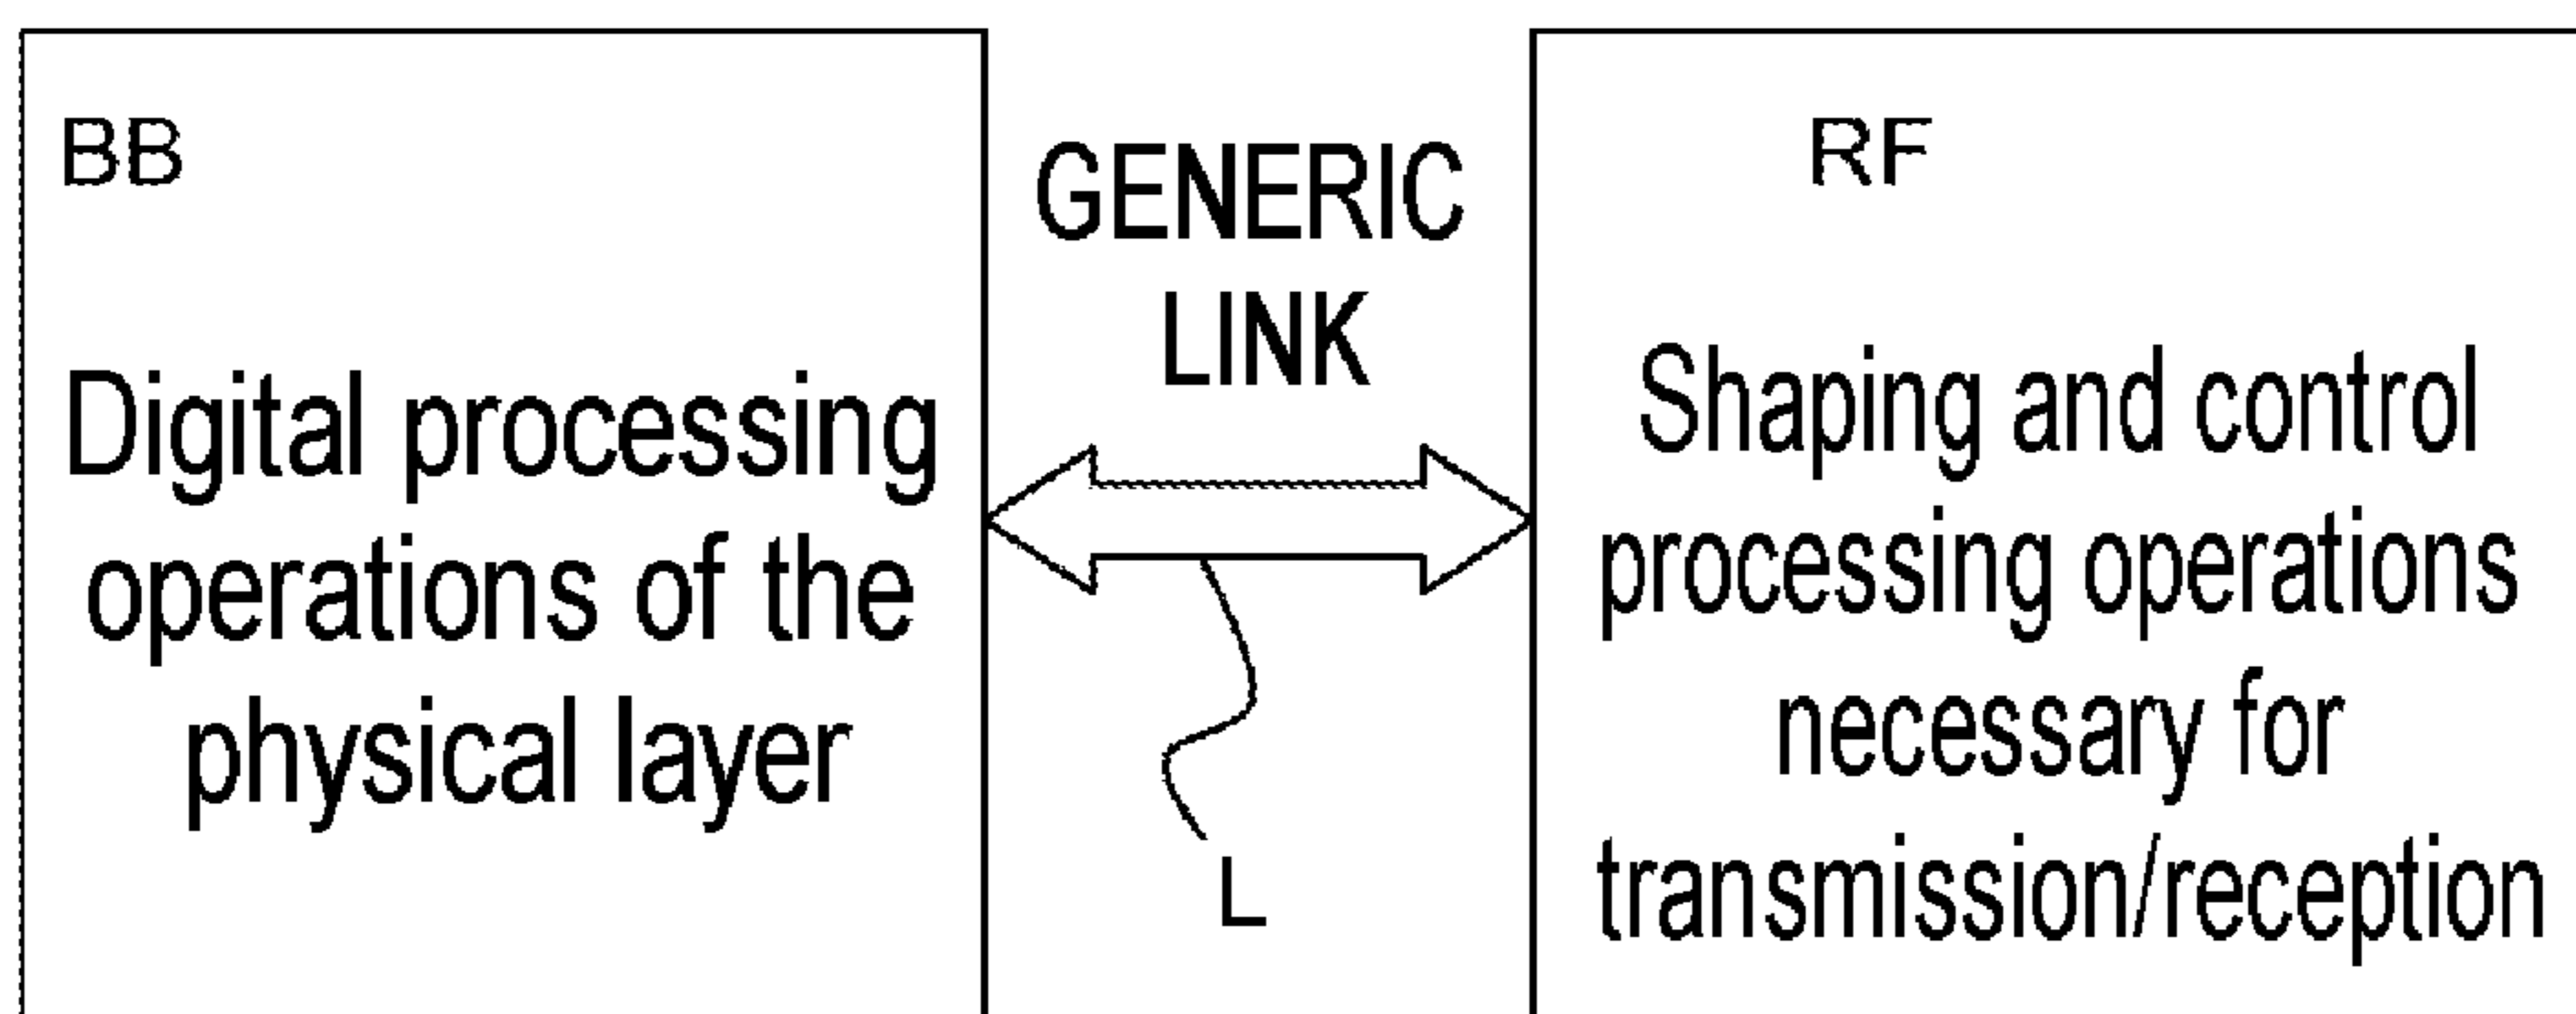 BB
Digital processing
operations of the
physical layer
GENERIC
LINK
L
RF
Shaping and control
processing operations
necessary for
transmission/reception